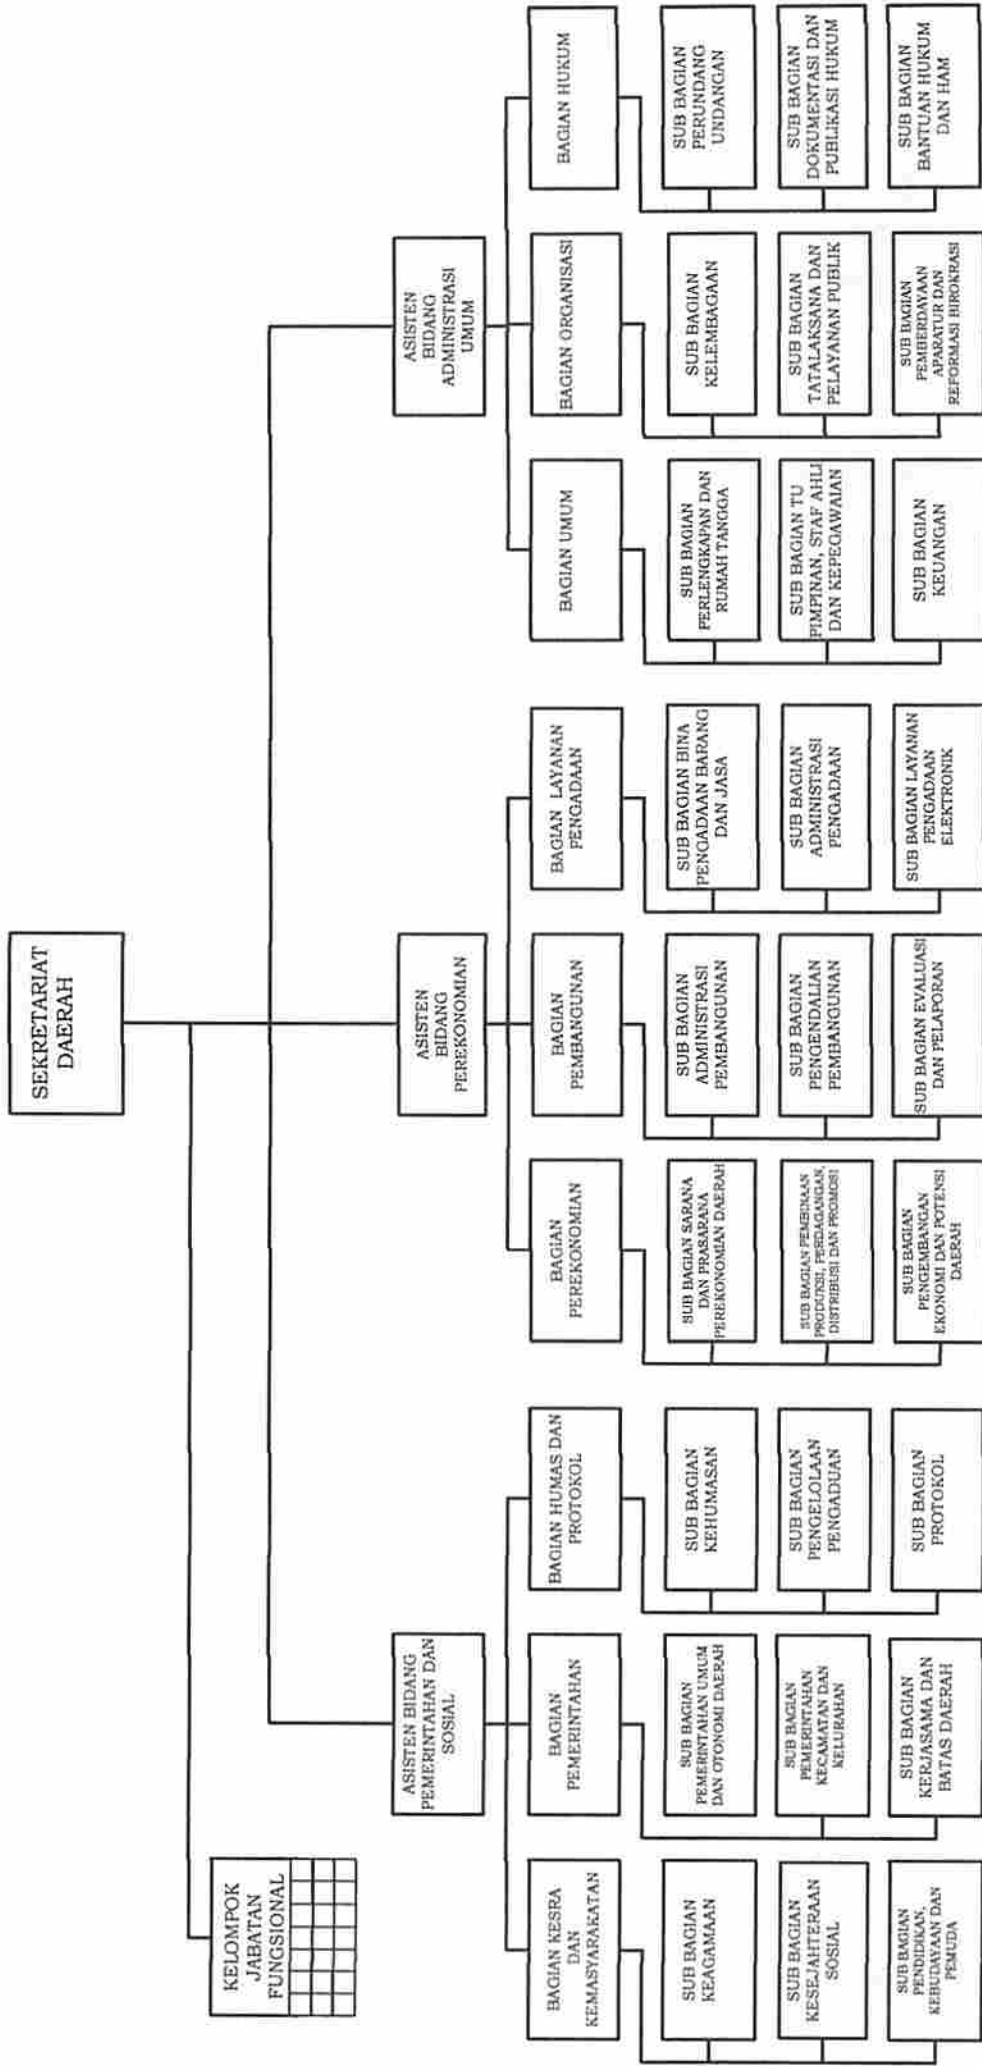 SEKRETARIAT
DAERAH
KELOMPOK
JABATAN
FUNGSIONAL
ASISTEN BIDANG
PEMERINTAHAN DAN
SOSIAL
ASISTEN
BIDANG
PEREKONOMIAN
ASISTEN
BIDANG
ADMINISTRASI
UMUM
BAGIAN KESRA
DAN
KEMASYARAKATAN
BAGIAN
PEMERINTAHAN
BAGIAN HUMAS DAN
PROTOKOL
BAGIAN
PEREKONOMIAN
BAGIAN
PEMBANGUNAN
BAGIAN LAYANAN
PENGADAAN
BAGIAN UMUM
BAGIAN ORGANISASI
BAGIAN HUKUM
SUB BAGIAN
KEAGAMAAN
SUB BAGIAN
PEMERINTAHAN UMUM
DAN OTONOMI DAERAH
SUB BAGIAN
KEHUMASAN
SUB BAGIAN SARANA
DAN PRASARANA
PEREKONOMIAN DAERAH
SUB BAGIAN
ADMINISTRASI
PEMBANGUNAN
SUB BAGIAN BINA
PENGADAAN BARANG
DAN JASA
SUB BAGIAN
PERLENGKAPAN DAN
RUMAH TANGGA
SUB BAGIAN
KELEMBAGAAN
SUB BAGIAN
PERUNDANG
UNDANGAN
SUB BAGIAN
KESEJAHTERAAN
SOSIAL
SUB BAGIAN
PEMERINTAHAN
KECAMATAN DAN
KELURAHAN
SUB BAGIAN
PENGELOLAAN
PENGADUAN
SUB BAGIAN PEMBINAAN
PRODUKSI, PERDAGANGAN,
DISTRIBUSI DAN PROMOSI
SUB BAGIAN
PENGENDALIAN
PEMBANGUNAN
SUB BAGIAN
ADMINISTRASI
PENGADAAN
SUB BAGIAN TU
PIMPINAN, STAF AHLI
DAN KEPEGAWAIAN
SUB BAGIAN
TATALAKSANA DAN
PELAYANAN PUBLIK
SUB BAGIAN
DOKUMENTASI DAN
PUBLIKASI HUKUM
SUB BAGIAN
PENDIDIKAN,
KEBUDAYAAN DAN
PEMUDA
SUB BAGIAN
KERJASAMA DAN
BATAS DAERAH
SUB BAGIAN
PROTOKOL
SUB BAGIAN
PENGEMBANGAN
EKONOMI DAN POTENSI
DAERAH
SUB BAGIAN EVALUASI
DAN PELAPORAN
SUB BAGIAN LAYANAN
PENGADAAN
ELEKTRONIK
SUB BAGIAN
KEUANGAN
SUB BAGIAN
PEMBERDAYAAN
APARATUR DAN
REFORMASI BIROKRASI
SUB BAGIAN
BANTUAN HUKUM
DAN HAM